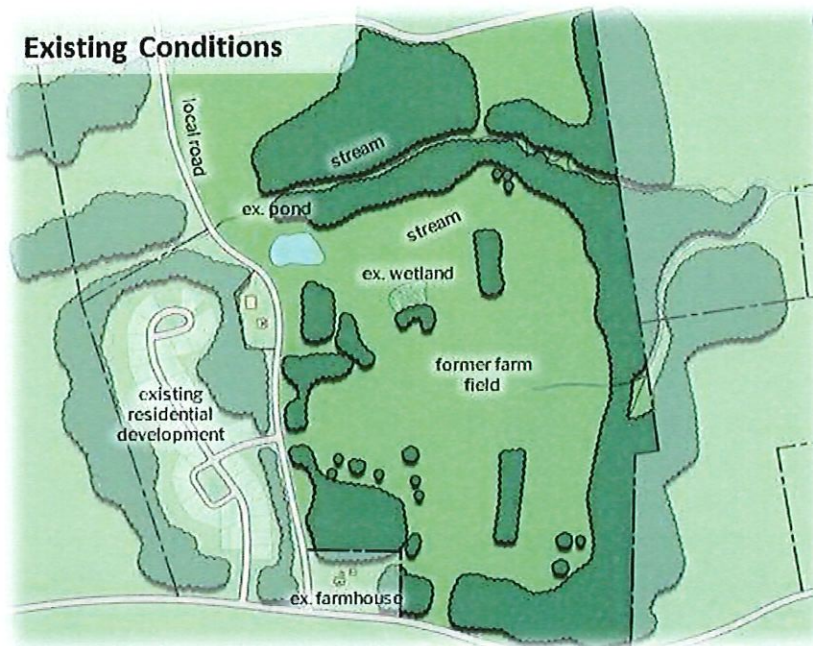 Existing Conditions
local road
stream
ex. pond
stream
ex. wetland
former farm
field
existing
residential
development
ex. farmhouse